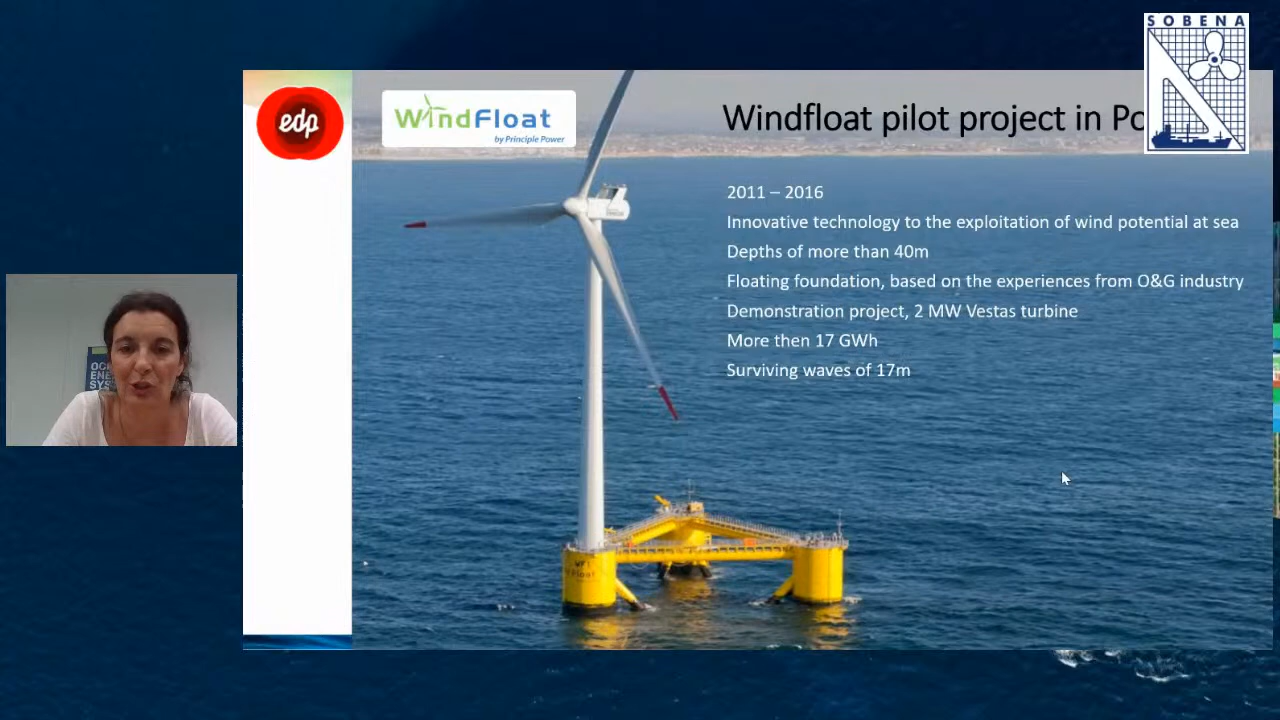 SOBENA
edp
WindFloat
by Principle Power
Windfloat pilot project in Po
2011 – 2016
Innovative technology to the exploitation of wind potential at sea
Depths of more than 40m
Floating foundation, based on the experiences from O&G industry
Demonstration project, 2 MW Vestas turbine
More then 17 GWh
Surviving waves of 17m
Float